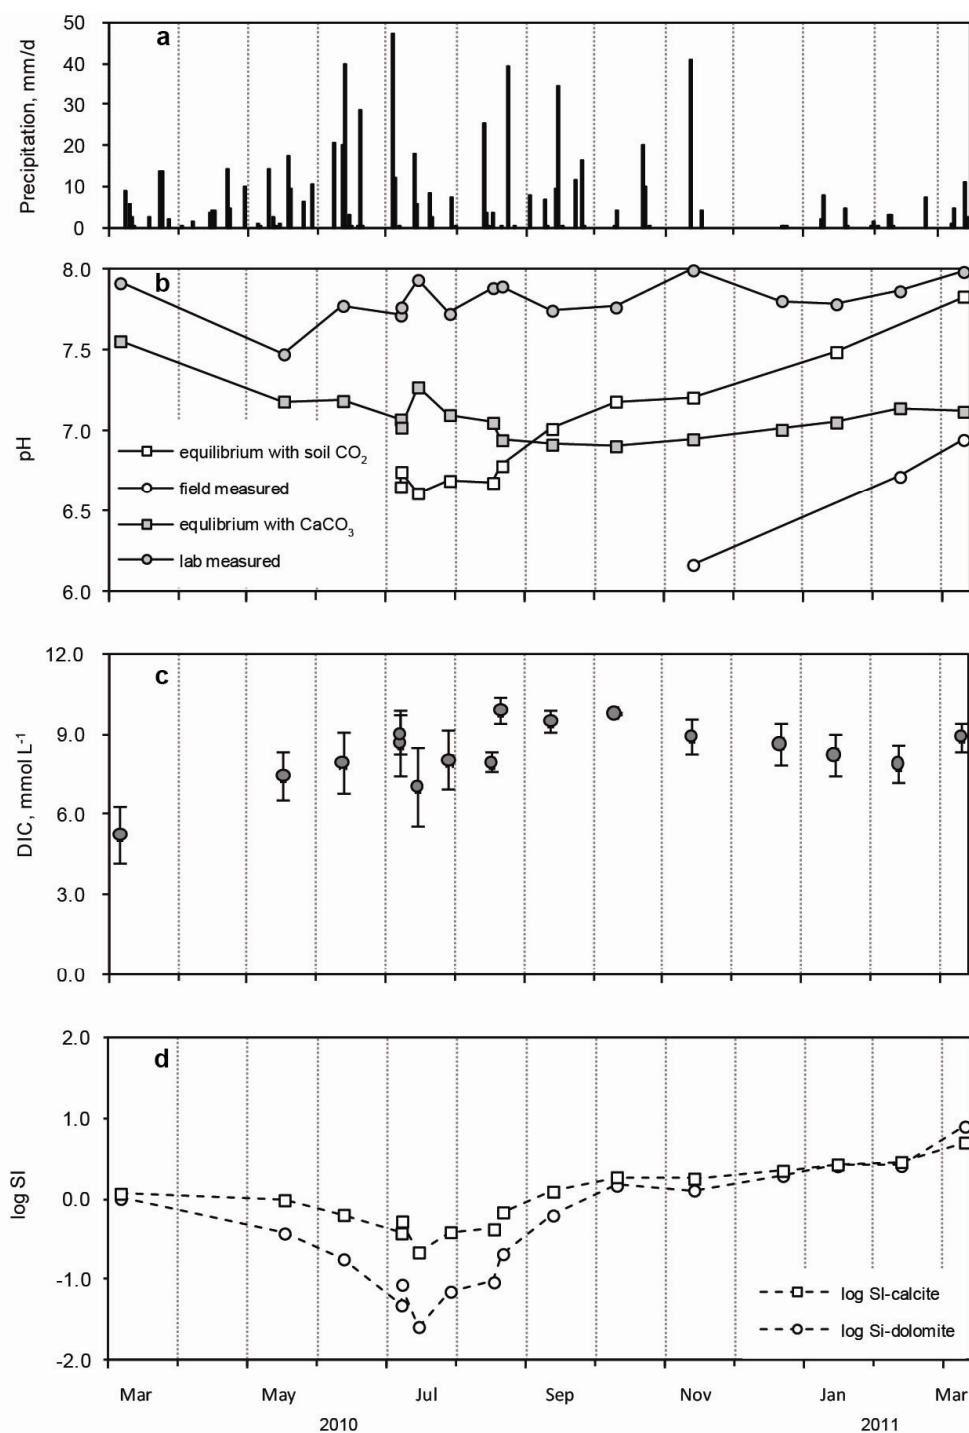 a
Precipitation, mm/d
50
40
30
20
10
0
b
pH
8.0
7.5
7.0
6.5
6.0
equilibrium with soil CO₂
field measured
equlibrium with CaCO₃
lab measured
c
DIC, mmol L⁻¹
12.0
9.0
6.0
3.0
0.0
d
log SI
2.0
1.0
0.0
-1.0
-2.0
log SI-calcite
log Si-dolomite
Mar May Jul Sep Nov Jan Mar
2010 2011